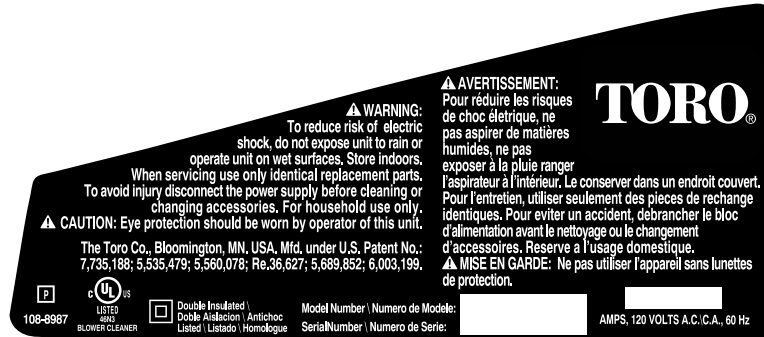 ⚠ WARNING:
To reduce risk of electric
shock, do not expose unit to rain or
operate unit on wet surfaces. Store indoors.
When servicing use only identical replacement parts.
To avoid injury disconnect the power supply before cleaning or
changing accessories. For household use only.
⚠ CAUTION: Eye protection should be worn by operator of this unit.
The Toro Co., Bloomington, MN, USA. Mfd. under U.S. Patent No.:
7,735,188; 5,535,479; 5,560,078; Re.36,627; 5,689,852; 6,003,199.
⚠ AVERTISSEMENT:
Pour réduire les risques
de choc életrique, ne
pas aspirer de matières
humides, ne pas
exposer à la pluie ranger
l'aspirateur à l'intérieur. Le conserver dans un endroit couvert.
Pour l'entretien, utiliser seulement des pieces de rechange
identiques. Pour eviter un accident, debrancher le bloc
d'alimentation avant le nettoyage ou le changement
d'accessoires. Reserve a l'usage domestique.
⚠ MISE EN GARDE: Ne pas utiliser l'appareil sans lunettes
de protection.
TORO®
P
108-8987
C UL US
LISTED
46N3
BLOWER CLEANER
Double Insulated \
Doble Aislacion \ Antichoc
Listed \ Listado \ Homologue
Model Number \ Numero de Modele:
SerialNumber \ Numero de Serie:
AMPS, 120 VOLTS A.C.\C.A., 60 Hz